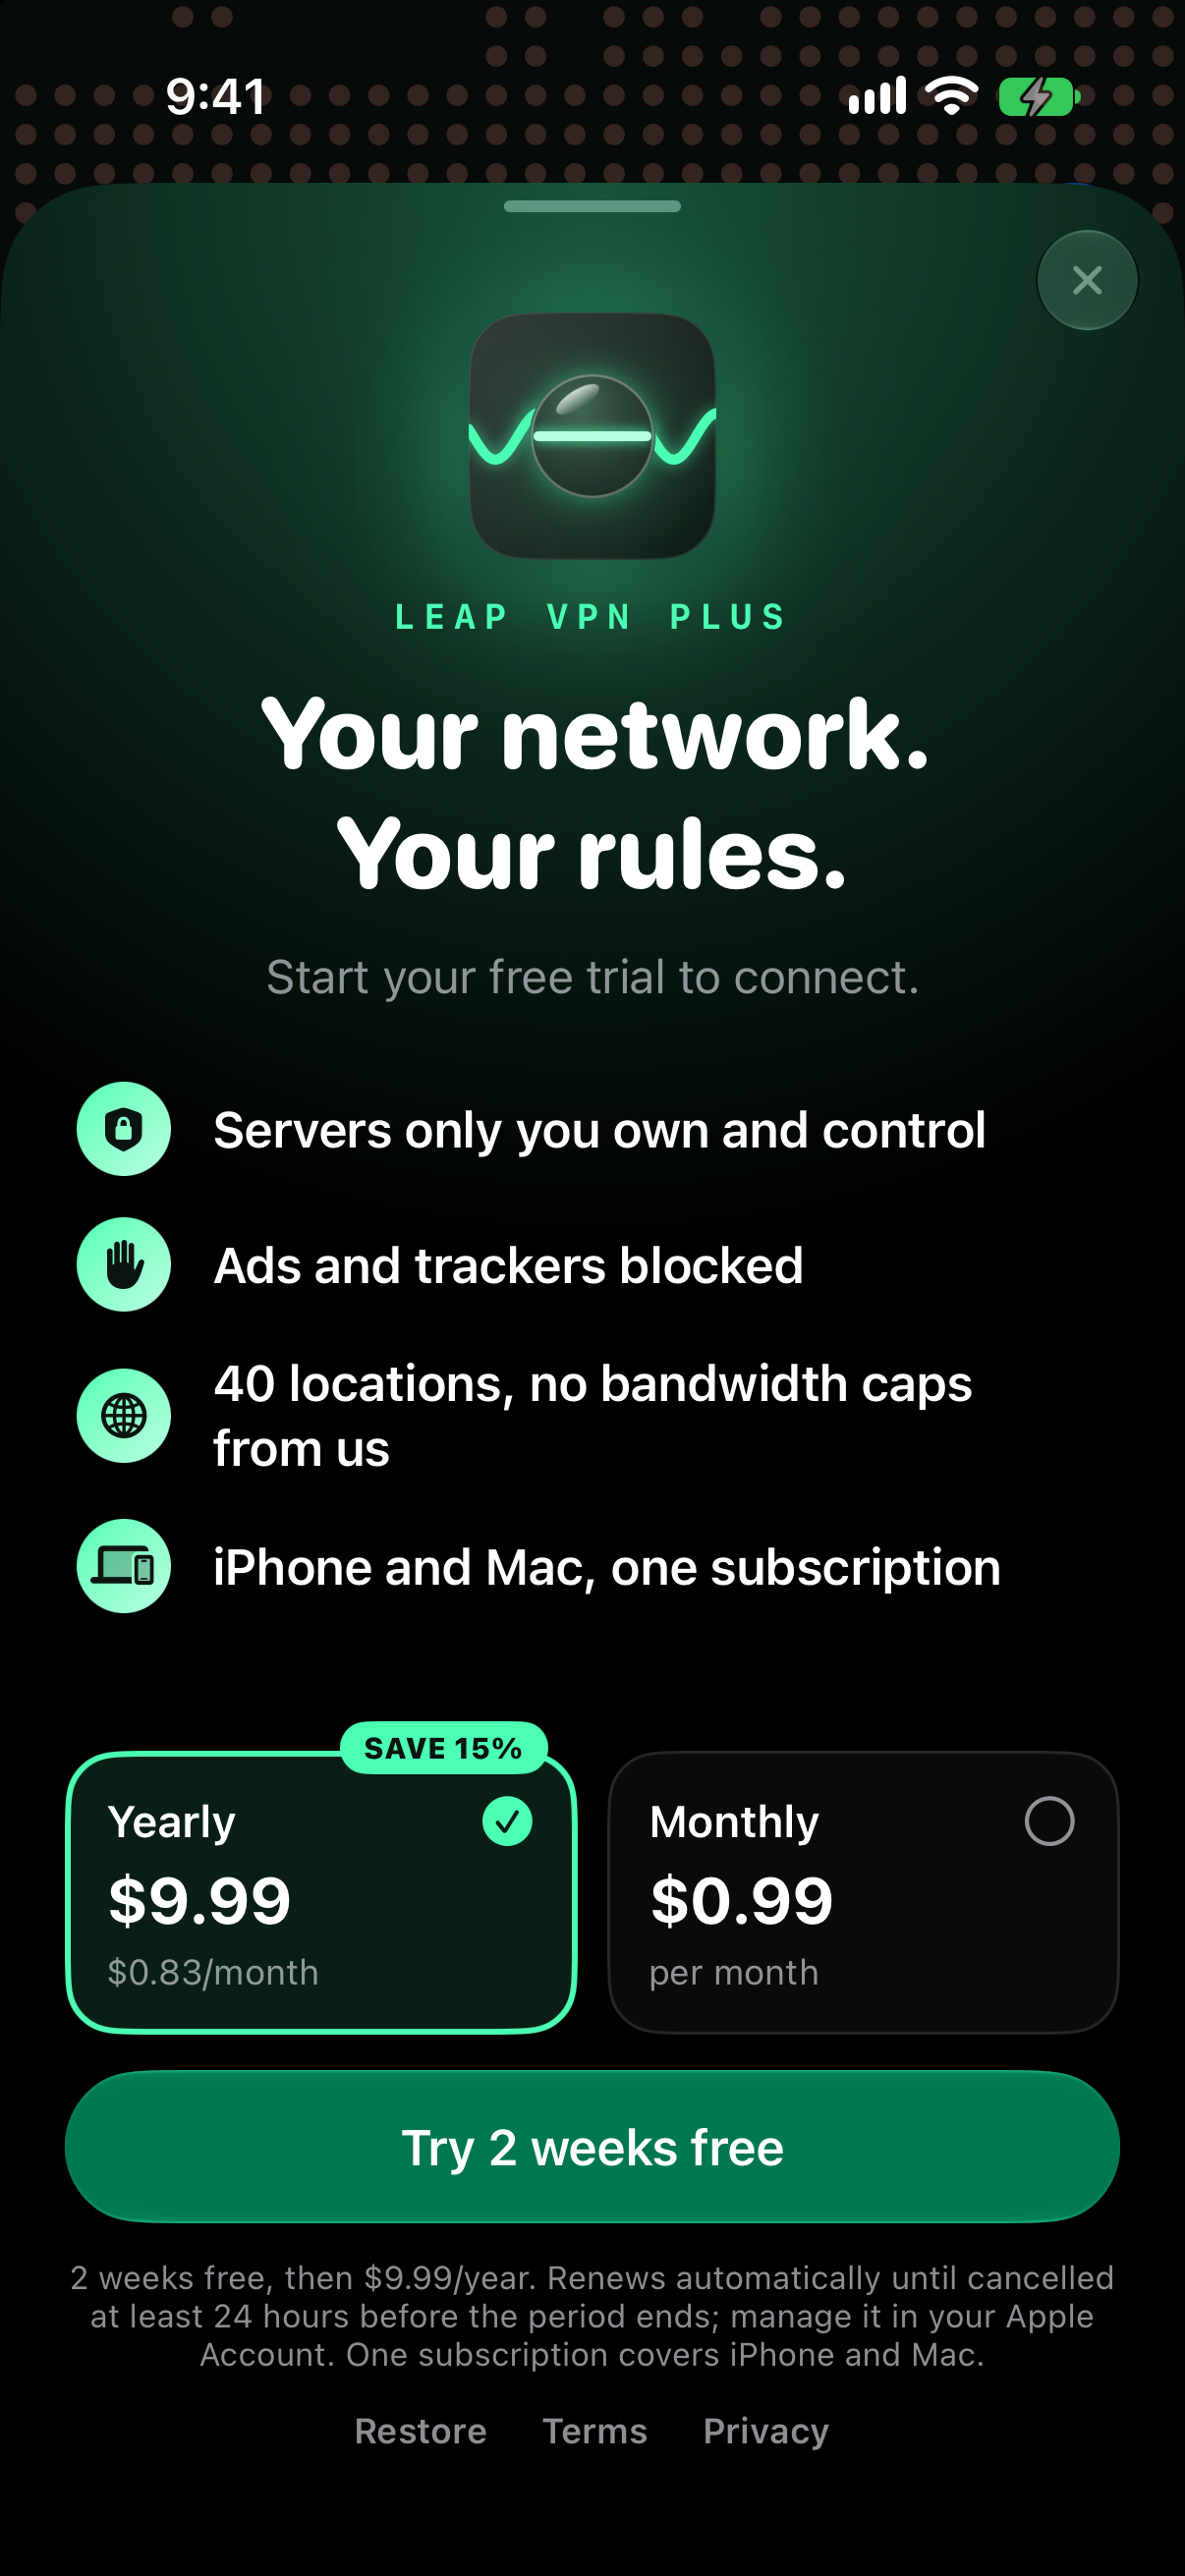 9:41
LEAP VPN PLUS
Your network.
Your rules.
Start your free trial to connect.
Servers only you own and control
Ads and trackers blocked
40 locations, no bandwidth caps
from us
iPhone and Mac, one subscription
SAVE 15%
Yearly
$9.99
$0.83/month
Monthly
$0.99
per month
Try 2 weeks free
2 weeks free, then $9.99/year. Renews automatically until cancelled
at least 24 hours before the period ends; manage it in your Apple
Account. One subscription covers iPhone and Mac.
Restore Terms Privacy